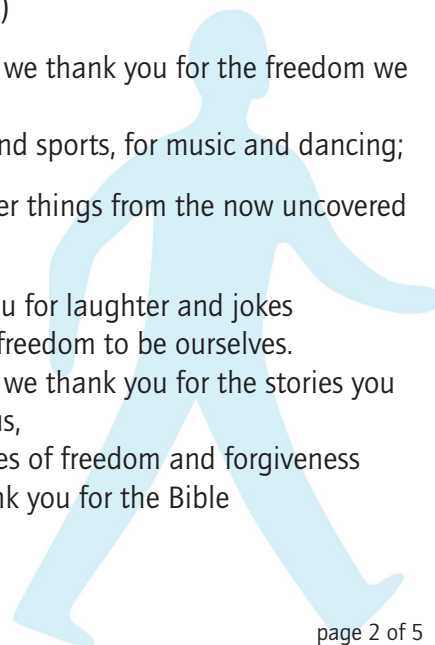 )
we thank you for the freedom we
nd sports, for music and dancing;
er things from the now uncovered
u for laughter and jokes
freedom to be ourselves.
we thank you for the stories you
us,
es of freedom and forgiveness
nk you for the Bible
page 2 of 5